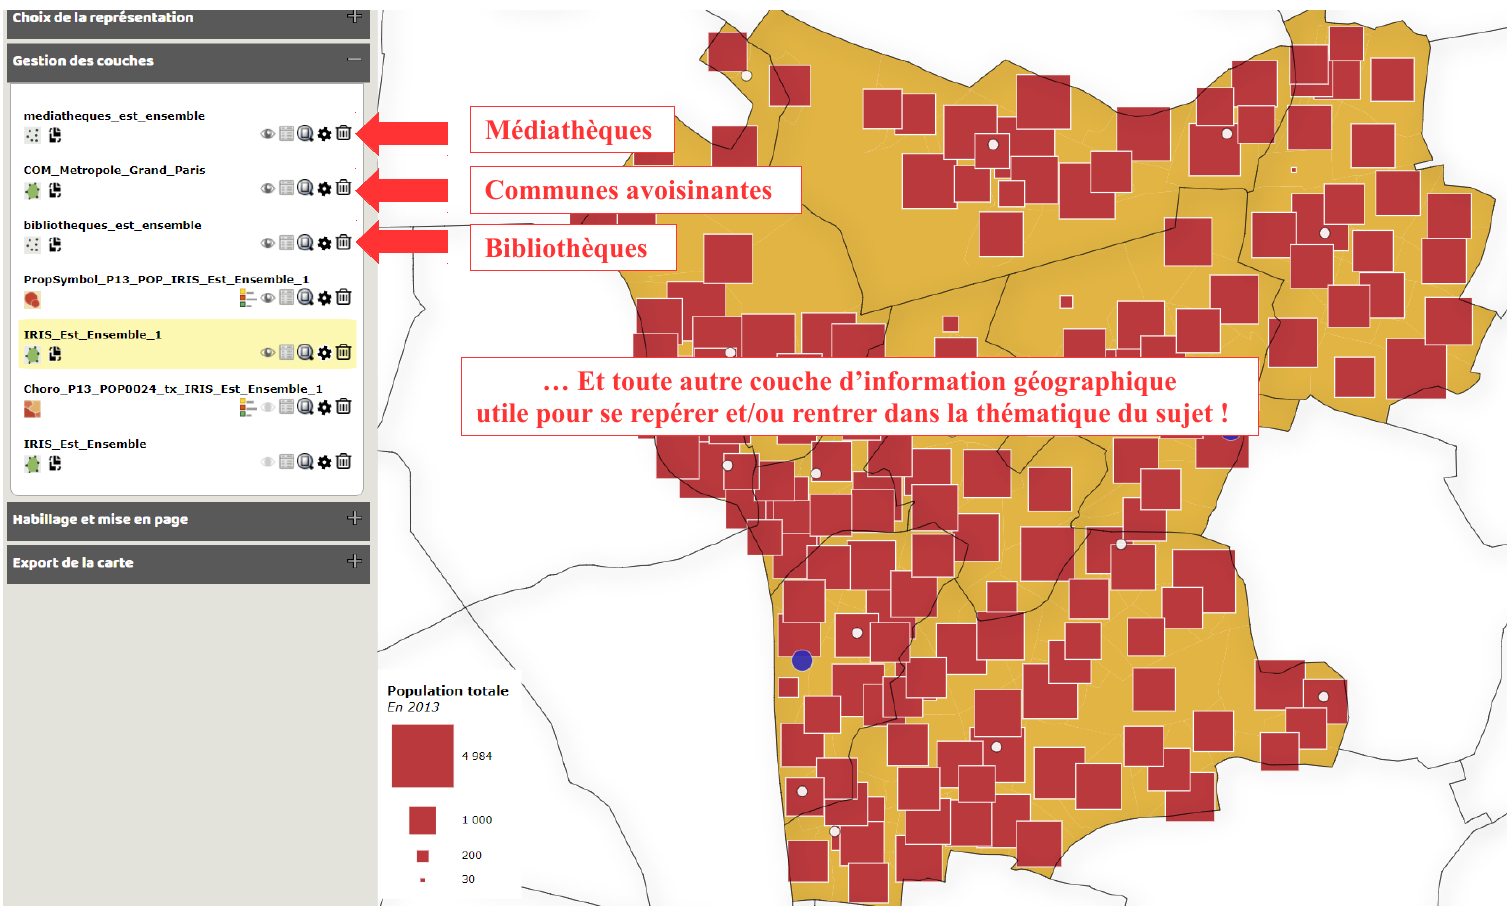 Choix de la représentation
Gestion des couches
mediatheques_est_ensemble
COM_Metropole_Grand_Paris
bibliotheques_est_ensemble
PropSymbol_P13_POP_IRIS_Est_Ensemble_1
IRIS_Est_Ensemble_1
Choro_P13_POP0024_tx_IRIS_Est_Ensemble_1
IRIS_Est_Ensemble
Habillage et mise en page
Export de la carte
Médiathèques
Communes avoisinantes
Bibliothèques
… Et toute autre couche d’information géographique
utile pour se repérer et/ou rentrer dans la thématique du sujet !
Population totale
En 2013
4 984
1 000
200
30